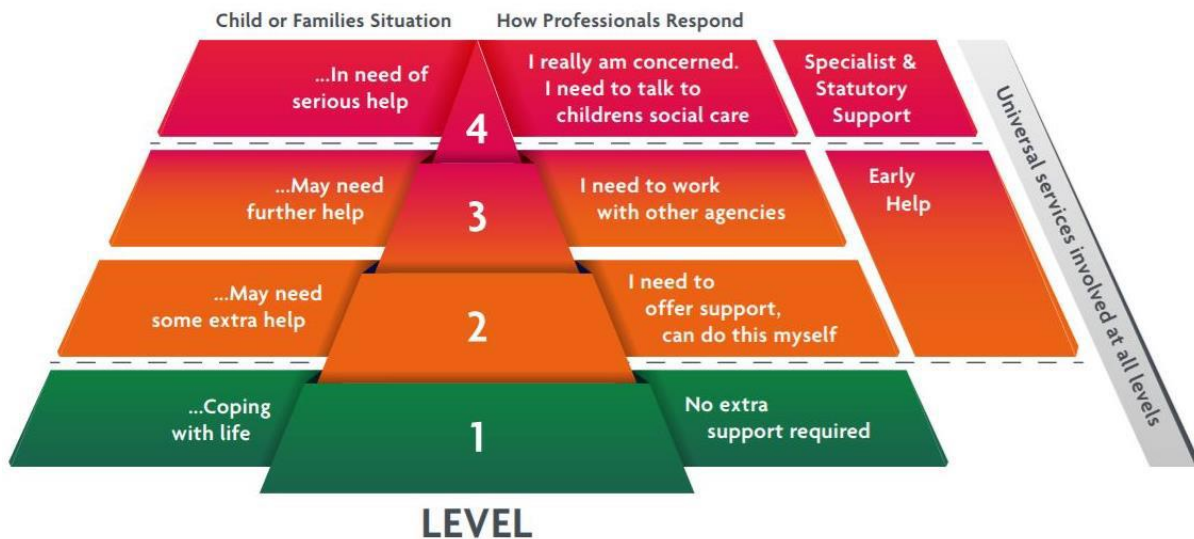 Child or Families Situation
How Professionals Respond
...In need of
serious help
4
I really am concerned.
I need to talk to
childrens social care
Specialist &
Statutory
Support
...May need
further help
3
I need to work
with other agencies
Early
Help
...May need
some extra help
2
I need to
offer support,
can do this myself
...Coping
with life
1
No extra
support required
Universal services involved at all levels
LEVEL